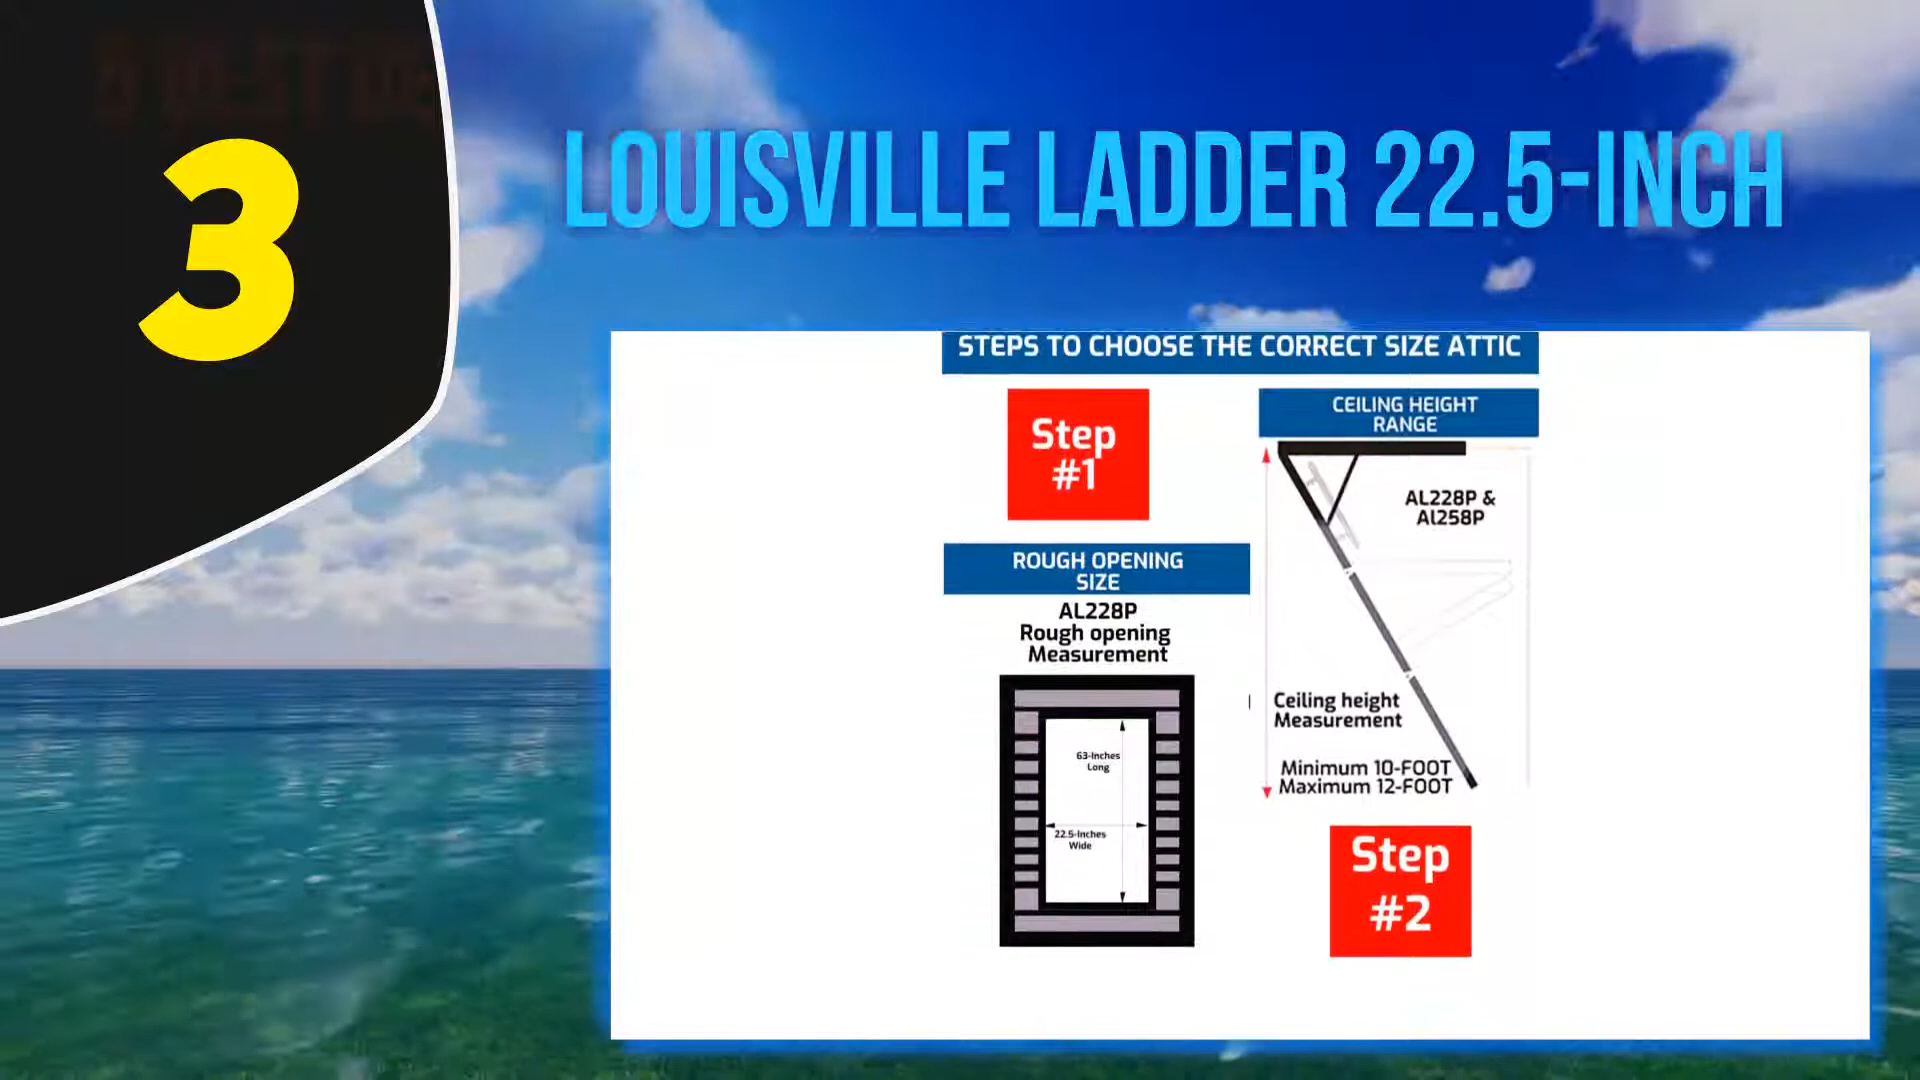 3
LOUISVILLE LADDER 22.5-INCH
STEPS TO CHOOSE THE CORRECT SIZE ATTIC
Step
#1
CEILING HEIGHT
RANGE
AL228P &
Al258P
ROUGH OPENING
SIZE
AL228P
Rough opening
Measurement
63-Inches
Long
22.5-Inches
Wide
Ceiling height
Measurement
Minimum 10-FOOT
Maximum 12-FOOT
Step
#2